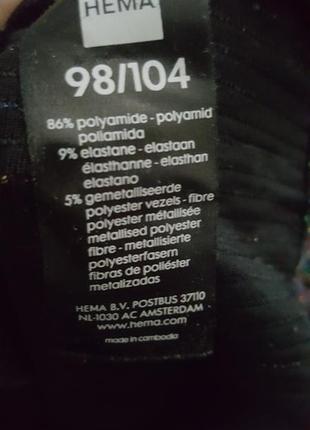 HEMA
98/104
86% polyamide - polyamid
poliamida
9% elastane - elastaan
élasthanne - elasthan
elastano
5% gemetalliseerde
polyester vezels - fibre
polyester métallisée
metallised polyester
fibre - metallisierte
polyesterfasern
fibras de poliéster
metalizadas
HEMA B.V. POSTBUS 37110
NL-1030 AC AMSTERDAM
www.hema.com
made in cambodia